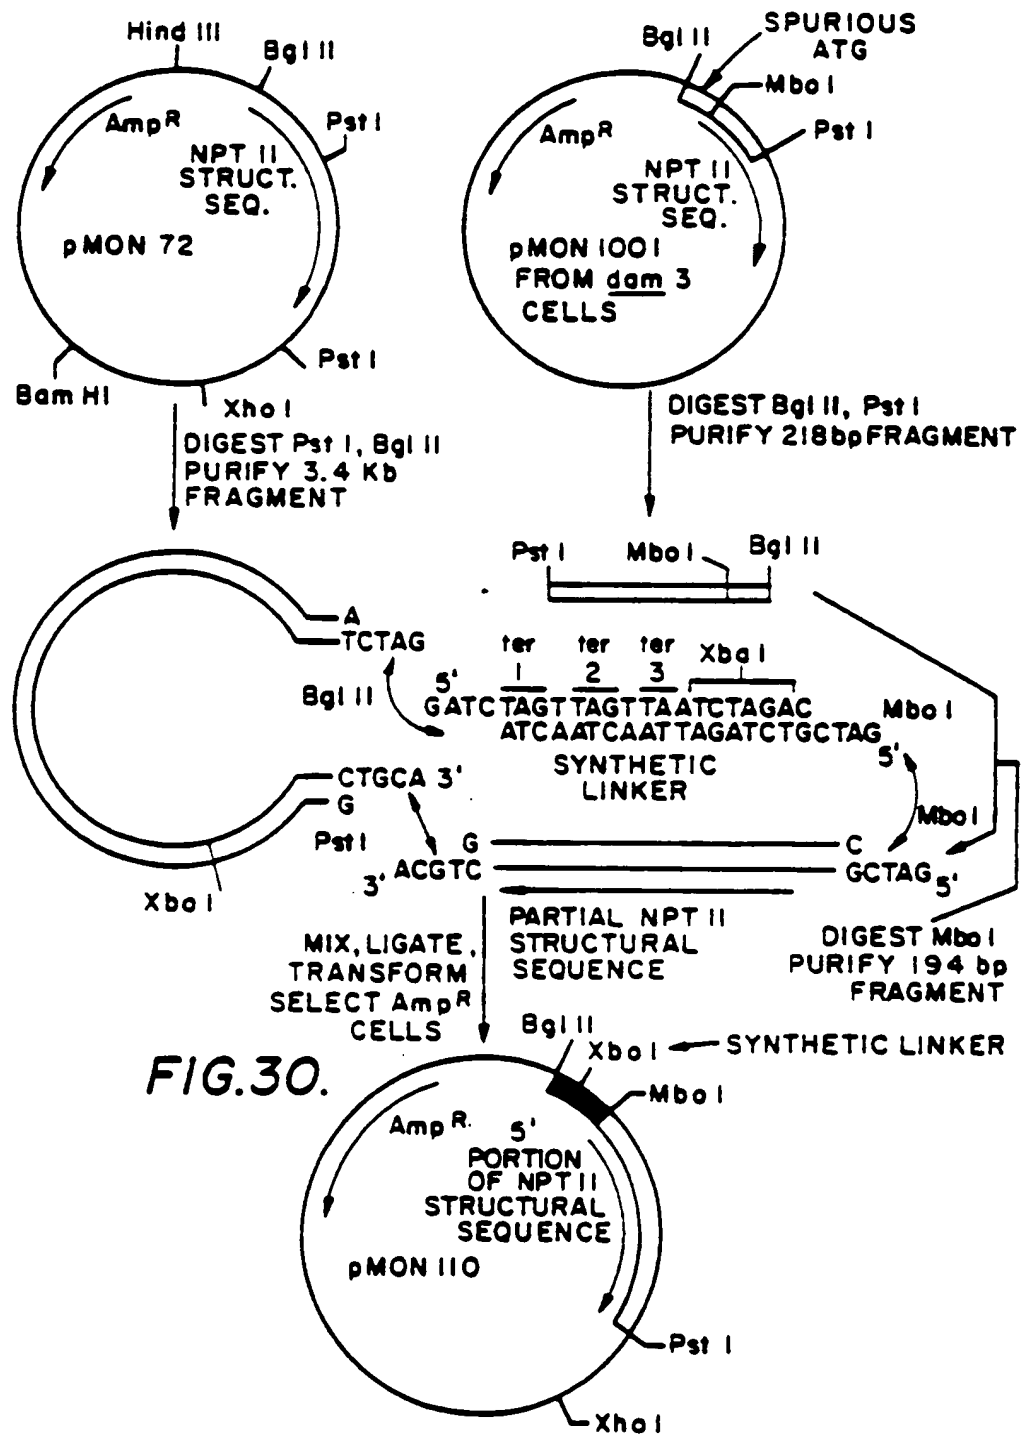 Hind III
Bgl II
Pst I
Amp R
NPT II
STRUCT.
SEQ.
pMON 72
Pst I
Bam HI
Xho I
DIGEST Pst I, Bgl II
PURIFY 3.4 Kb
FRAGMENT
SPURIOUS
ATG
Bgl II
Mbo I
Pst I
Amp R
NPT II
STRUCT.
SEQ.
pMON 1001
FROM dam 3
CELLS
DIGEST Bgl II, Pst I
PURIFY 218bp FRAGMENT
Pst I Mbo I Bgl II
A
TCTAG
Bgl II
ter ter ter Xba I
1 2 3
5'
GATCTAGTTAGTTAATCTAGAC
ATCAATCAATTAGATCTGCTAG
Mbo I
5'
SYNTHETIC
LINKER
CTGCA 3'
G
Pst I
Xba I
Mbo I
G C
3' ACGTC GCTAG 5'
PARTIAL NPT II
STRUCTURAL
SEQUENCE
DIGEST Mbo I
PURIFY 194 bp
FRAGMENT
MIX, LIGATE,
TRANSFORM
SELECT Amp R
CELLS
Bgl II
Xba I
SYNTHETIC LINKER
Mbo I
FIG.30.
Amp R.
5'
PORTION
OF NPT II
STRUCTURAL
SEQUENCE
pMON 110
Pst I
Xho I